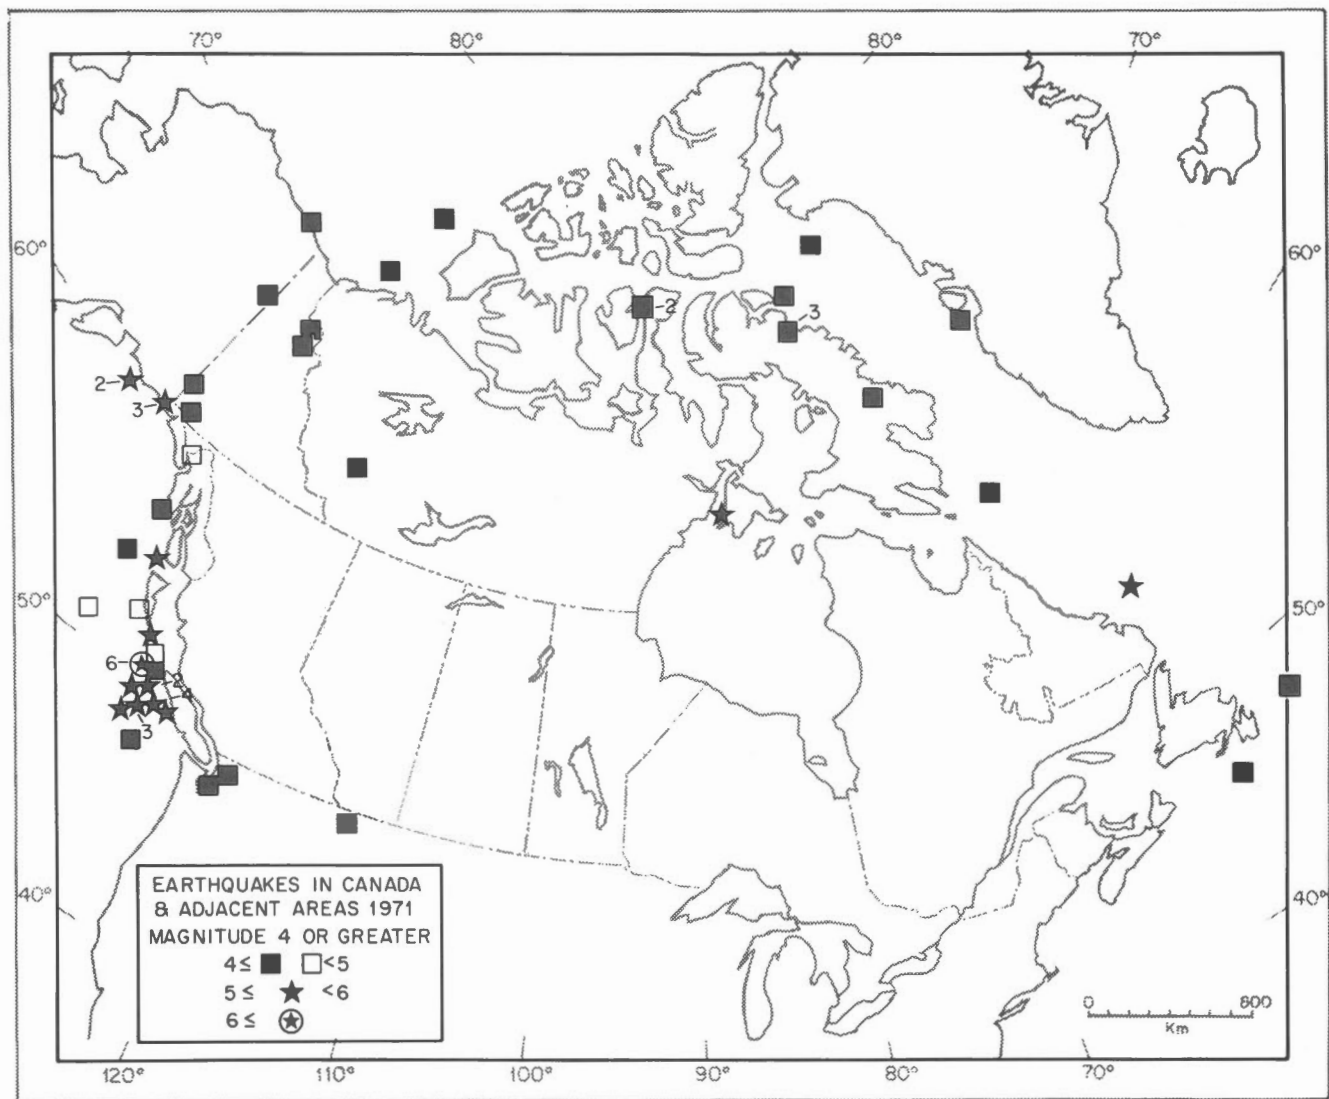 70° 80° 80° 70°
60° 60°
2
3
2
3
50° 50°
6
2
4
3
40° 40°
EARTHQUAKES IN CANADA
& ADJACENT AREAS 1971
MAGNITUDE 4 OR GREATER
4≤ <5
5≤ <6
6≤
0 800
Km
120° 110° 100° 90° 80° 70°